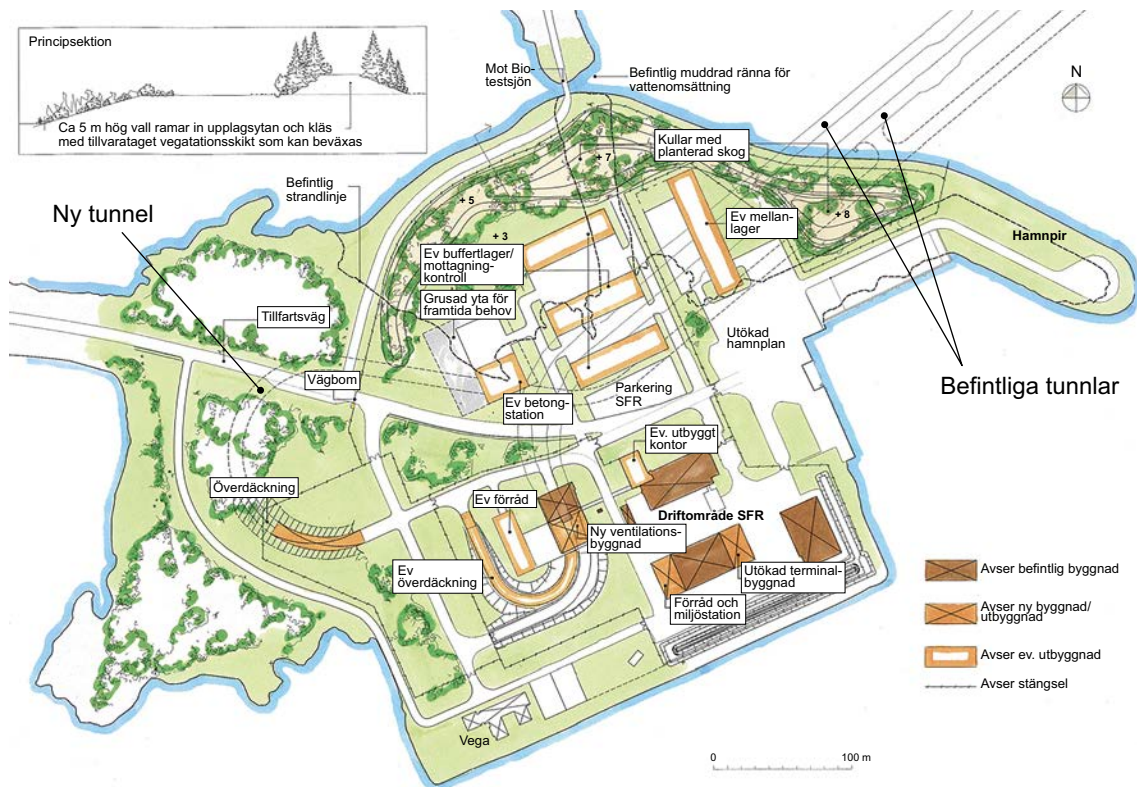 Principsektion
Ca 5 m hög vall ramar in upplagsytan och kläs
med tillvarataget vegatationsskikt som kan beväxas
Mot Bio-
testsjön
Befintlig muddrad ränna för
vattenomsättning
N
Kullar med
planterad skog
+ 7
Befintlig
strandlinje
+ 5
+ 8
Ny tunnel
+ 3
Ev mellan-
lager
Hamnpir
Ev buffertlager/
mottagning-
kontroll
Grusad yta för
framtida behov
Tillfartsväg
Utökad
hamnplan
Vägbom
Parkering
SFR
Befintliga tunnlar
Ev betong-
station
Ev. utbyggt
kontor
Överdäckning
Ev förråd
Driftområde SFR
Ny ventilations-
byggnad
Ev
överdäckning
Utökad terminal-
byggnad
Förråd och
miljöstation
Avser befintlig byggnad
Avser ny byggnad/
utbyggnad
Avser ev. utbyggnad
Avser stängsel
Vega
0 100 m